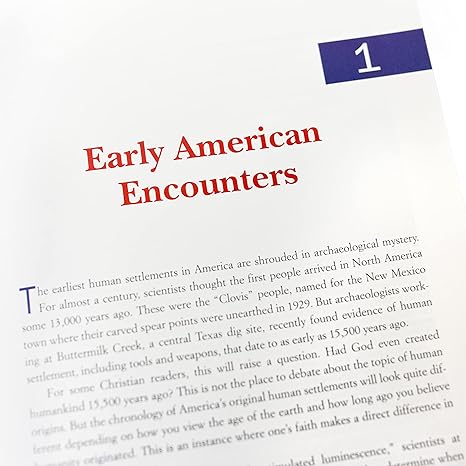 1
Early American
Encounters
The earliest human settlements in America are shrouded in archaeological mystery.
For almost a century, scientists thought the first people arrived in North America
some 13,000 years ago. These were the “Clovis” people, named for the New Mexico
town where their carved spear points were unearthed in 1929. But archaeologists work-
ing at Buttermilk Creek, a central Texas dig site, recently found evidence of human
settlement, including tools and weapons, that date to as early as 15,500 years ago.
For some Christian readers, this will raise a question. Had God even created
humankind 15,500 years ago? This is not the place to debate about the topic of human
origins. But the chronology of America's original human settlements will look quite dif-
ferent depending on how you view the age of the earth and how long ago you believe
humanity originated. This is an instance where one's faith makes a direct difference in
luminescence,” scientists at
determine when